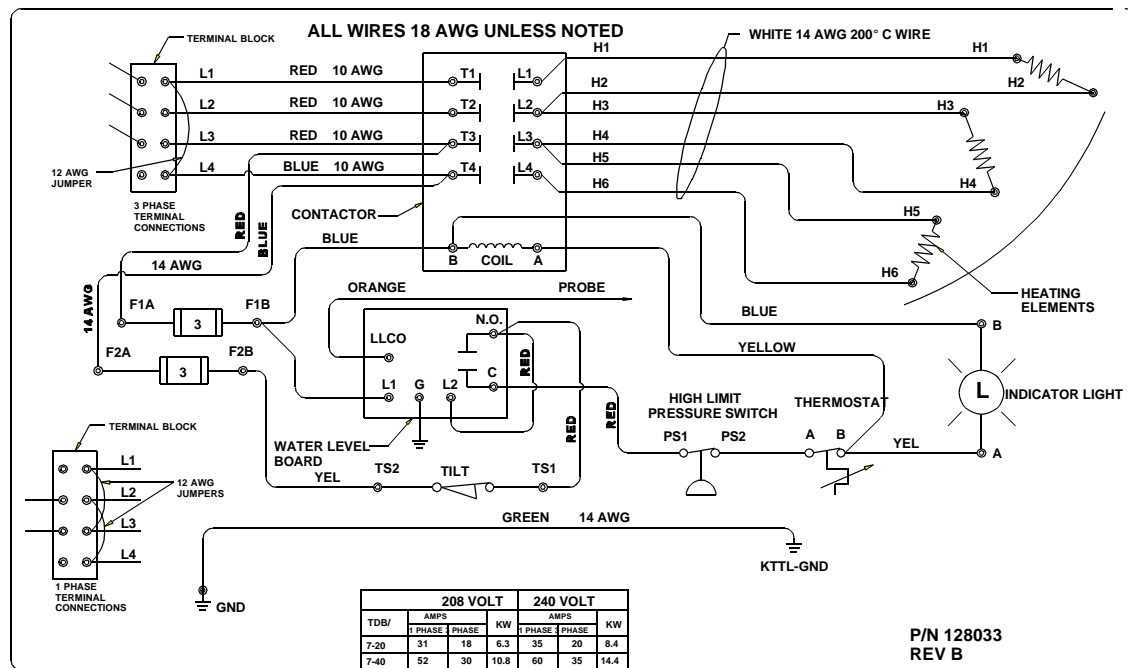 ALL WIRES 18 AWG UNLESS NOTED
TERMINAL BLOCK
L1 RED 10 AWG T1 L1
L2 RED 10 AWG T2 L2
L3 RED 10 AWG T3 L3
L4 BLUE 10 AWG T4 L4
12 AWG
JUMPER
3 PHASE
TERMINAL
CONNECTIONS
CONTACTOR
WHITE 14 AWG 200° C WIRE
H1
H2
H3
H4
H5
H6
H1
H2
H3
H4
H5
H6
HEATING
ELEMENTS
RED
BLUE
14 AWG
14 AWG
BLUE
B COIL A
F1A 3 F1B
F2A 3 F2B
ORANGE PROBE
LLCO
N.O.
C
L1 G L2
RED
RED
RED
WATER LEVEL
BOARD
BLUE
YELLOW
HIGH LIMIT
PRESSURE SWITCH
PS1 PS2
THERMOSTAT
A B
YEL
B
L
INDICATOR LIGHT
A
YEL TS2 TILT TS1
TERMINAL BLOCK
L1
L2
L3
L4
12 AWG
JUMPERS
1 PHASE
TERMINAL
CONNECTIONS
GREEN 14 AWG
GND
KTTL-GND
208 VOLT 240 VOLT
TDB/ AMPS KW AMPS KW
1 PHASE 3 PHASE 1 PHASE 3 PHASE
7-20 31 18 6.3 35 20 8.4
7-40 52 30 10.8 60 35 14.4
P/N 128033
REV B